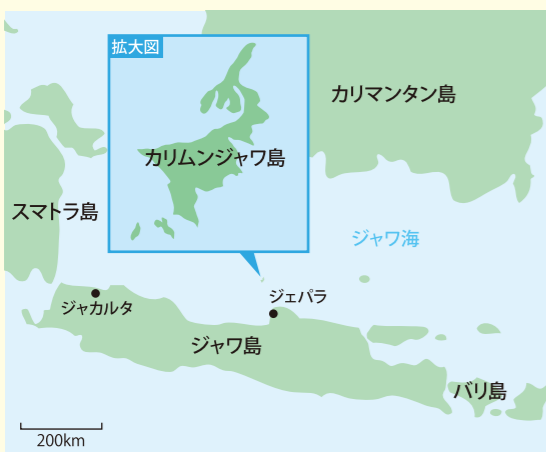 拡大図
カリマンタン島
カリムンジャワ島
スマトラ島
ジャワ海
ジェパラ
ジャカルタ
ジャワ島
バリ島
200km